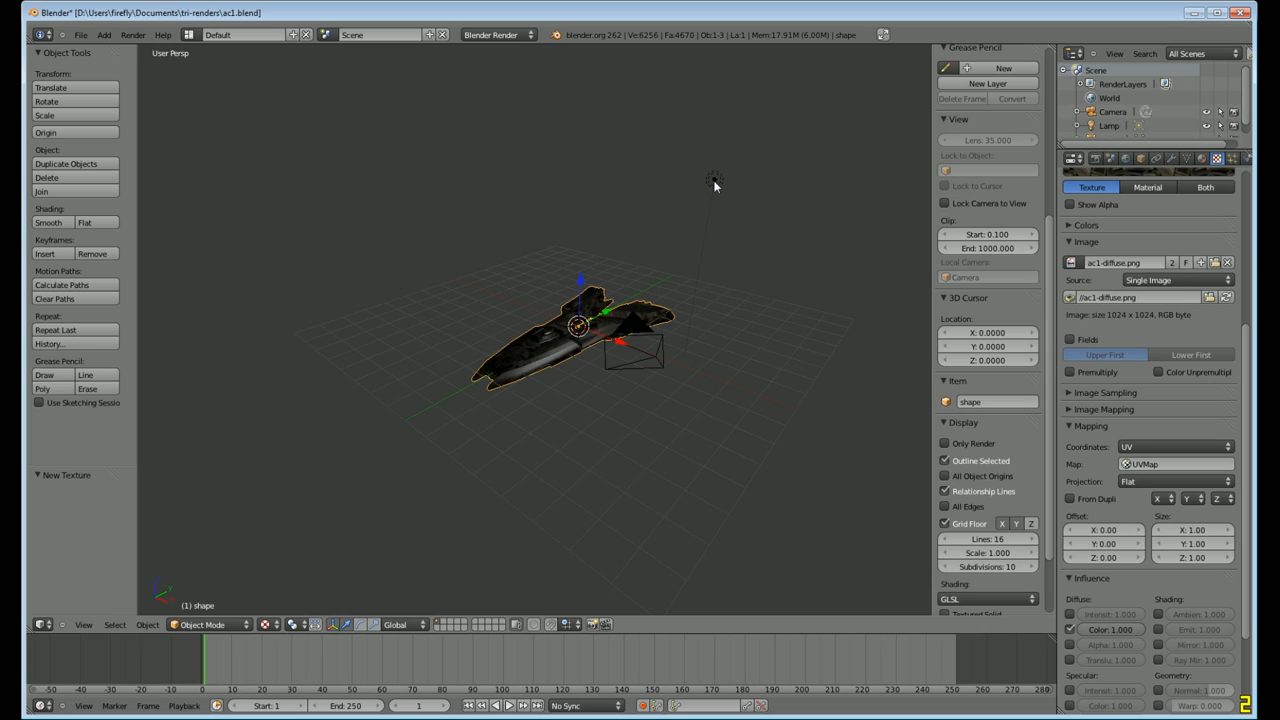 Blender* [D:\Users\firefly\Documents\tri-renders\ac1.blend]
File Add Render Help Default Scene Blender Render blender.org 262 | Ve:6256 | Fa:4670 | Ob:1-3 | La:1 | Mem:17.91M (6.00M) | shape
Object Tools
Transform:
Translate
Rotate
Scale
Origin
Object:
Duplicate Objects
Delete
Join
Shading:
Smooth Flat
Keyframes:
Insert Remove
Motion Paths:
Calculate Paths
Clear Paths
Repeat:
Repeat Last
History...
Grease Pencil:
Draw Line
Poly Erase
Use Sketching Sessio
New Texture
User Persp
(1) shape
Grease Pencil
New
New Layer
Delete Frame Convert
View
Lens: 35.000
Lock to Object:
Lock to Cursor
Lock Camera to View
Clip:
Start: 0.100
End: 1000.000
Local Camera:
Camera
3D Cursor
Location:
X: 0.0000
Y: 0.0000
Z: 0.0000
Item
shape
Display
Only Render
Outline Selected
All Object Origins
Relationship Lines
All Edges
Grid Floor X Y Z
Lines: 16
Scale: 1.000
Subdivisions: 10
Shading:
GLSL
Textured Solid
View Search All Scenes
Scene
RenderLayers
World
Camera
Lamp
Texture Material Both
Show Alpha
Colors
Image
ac1-diffuse.png 2 F
Source: Single Image
//ac1-diffuse.png
Image: size 1024 x 1024, RGB byte
Fields
Upper First Lower First
Premultiply Color Unpremultipl
Image Sampling
Image Mapping
Mapping
Coordinates: UV
Map: UVMap
Projection: Flat
From Dupli X Y Z
Offset: Size:
X: 0.00 X: 1.00
Y: 0.00 Y: 1.00
Z: 0.00 Z: 1.00
Influence
Diffuse: Shading:
Intensit: 1.000 Ambien: 1.000
Color: 1.000 Emit: 1.000
Alpha: 1.000 Mirror: 1.000
Translu: 1.000 Ray Mir: 1.000
Specular: Geometry:
Intensit: 1.000 Normal: 1.000
Color: 1.000 Warp: 0.000
View Select Object Object Mode Global
-50 -40 -30 -20 -10 0 10 20 30 40 50 60 70 80 90 100 110 120 130 140 150 160 170 180 190 200 210 220 230 240 250 260 270 280
View Marker Frame Playback Start: 1 End: 250 1 No Sync
2